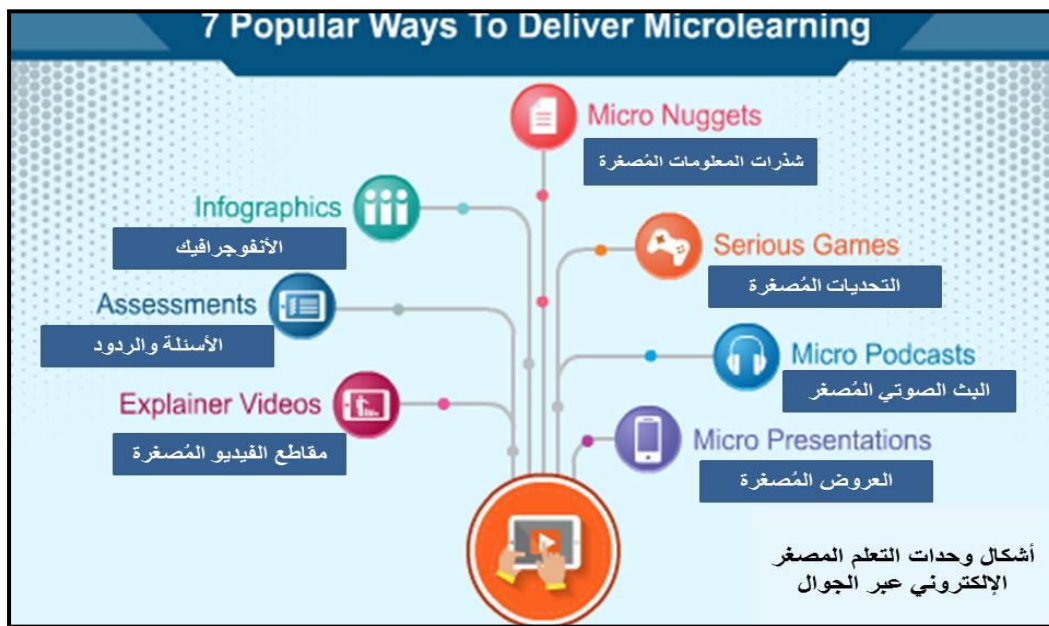 7 Popular Ways To Deliver Microlearning
Micro Nuggets
شذرات المعلومات المُصغرة
Infographics
الأنفوجرافيك
Serious Games
التحديات المُصغرة
Assessments
الأسئلة والردود
Micro Podcasts
البث الصوتي المُصغر
Explainer Videos
مقاطع الفيديو المُصغرة
Micro Presentations
العروض المُصغرة
أشكال وحدات التعلم المصغر
الإلكتروني عبر الجوال